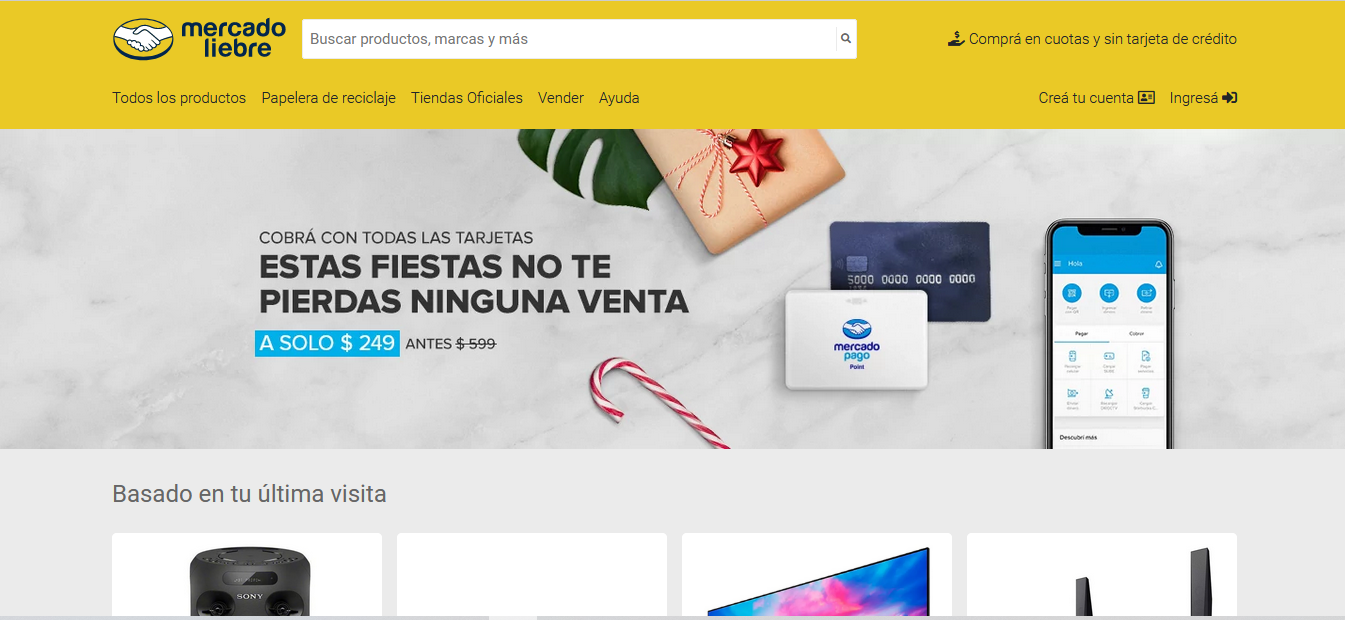 mercado
liebre
Buscar productos, marcas y más
Comprá en cuotas y sin tarjeta de crédito
Todos los productos Papelera de reciclaje Tiendas Oficiales Vender Ayuda
Creá tu cuenta Ingresá
COBRÁ CON TODAS LAS TARJETAS
ESTAS FIESTAS NO TE
PIERDAS NINGUNA VENTA
A SOLO $ 249 ANTES $ 599
5000 0000 0000 0000
mercado
pago
Point
Hola
Pagar Cobrar
Descubrí más
Basado en tu última visita
SONY